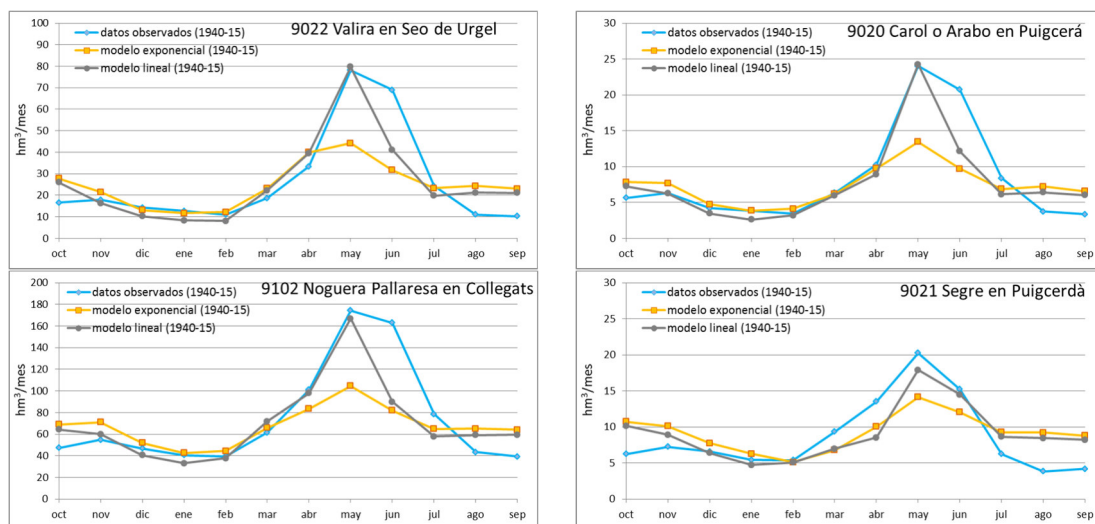 9022 Valira en Seo de Urgel
datos observados (1940-15)
modelo exponencial (1940-15)
modelo lineal (1940-15)
hm³/mes
100
90
80
70
60
50
40
30
20
10
0
oct nov dic ene feb mar abr may jun jul ago sep
9020 Carol o Arabo en Puigcerá
datos observados (1940-15)
modelo exponencial (1940-15)
modelo lineal (1940-15)
hm³/mes
30
25
20
15
10
5
0
oct nov dic ene feb mar abr may jun jul ago sep
9102 Noguera Pallaresa en Collegats
datos observados (1940-15)
modelo exponencial (1940-15)
modelo lineal (1940-15)
hm³/mes
200
180
160
140
120
100
80
60
40
20
0
oct nov dic ene feb mar abr may jun jul ago sep
9021 Segre en Puigcerdà
datos observados (1940-15)
modelo exponencial (1940-15)
modelo lineal (1940-15)
hm³/mes
30
25
20
15
10
5
0
oct nov dic ene feb mar abr may jun jul ago sep